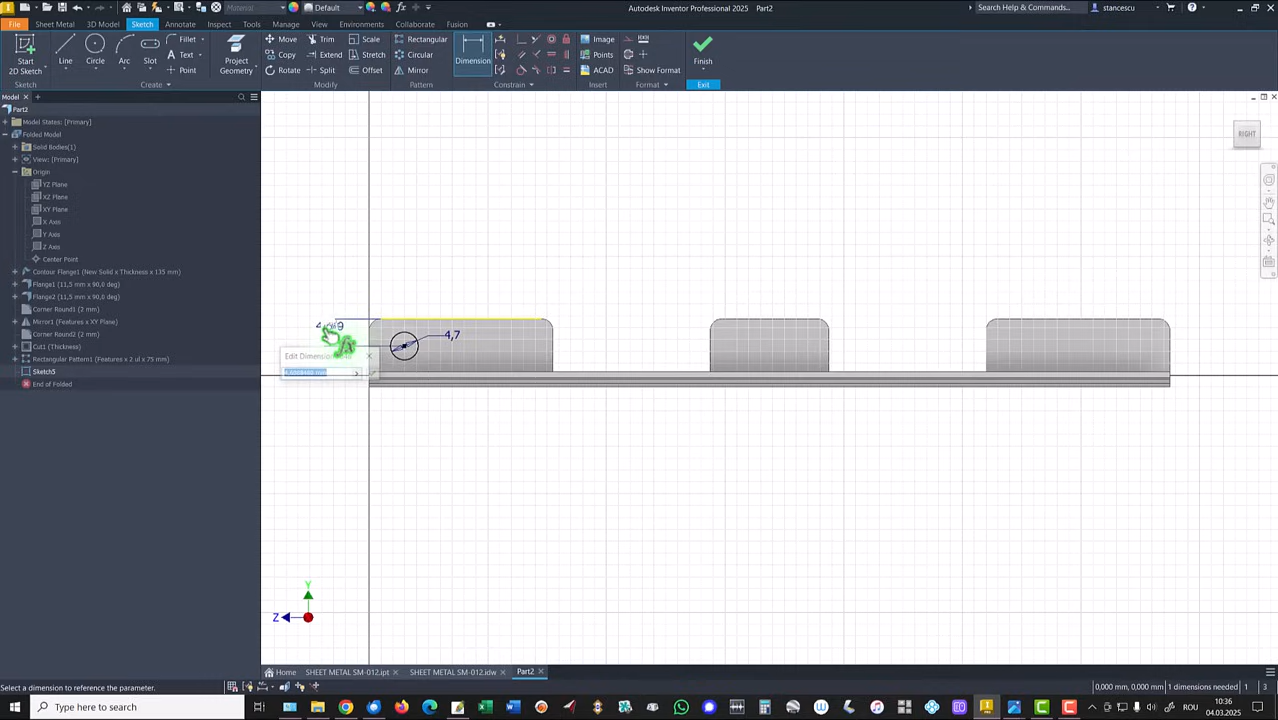 Material
Default
Autodesk Inventor Professional 2025 Part2
Search Help & Commands...
stancescu
File
Sheet Metal
3D Model
Sketch
Annotate
Inspect
Tools
Manage
View
Environments
Collaborate
Fusion
Start
2D Sketch
Line
Circle
Arc
Slot
Fillet
Text
Point
Project
Geometry
Move
Copy
Rotate
Trim
Extend
Split
Scale
Stretch
Offset
Rectangular
Circular
Mirror
Dimension
Image
Points
ACAD
Show Format
Finish
Sketch
Create
Modify
Pattern
Constrain
Insert
Format
Exit
Model
Part2
Model States: [Primary]
Folded Model
Solid Bodies(1)
View: [Primary]
Origin
YZ Plane
XZ Plane
XY Plane
X Axis
Y Axis
Z Axis
Center Point
Contour Flange1 (New Solid x Thickness x 135 mm)
Flange1 (11,5 mm x 90,0 deg)
Flange2 (11,5 mm x 90,0 deg)
Corner Round1 (2 mm)
Mirror1 (Features x XY Plane)
Corner Round2 (2 mm)
Cut1 (Thickness)
Rectangular Pattern1 (Features x 2 ul x 75 mm)
Sketch5
End of Folded
RIGHT
4,7
Edit Dimension
Y
Z
Home
SHEET METAL SM-012.ipt
SHEET METAL SM-012.idw
Part2
Select a dimension to reference the parameter.
0,000 mm, 0,000 mm
1 dimensions needed
1
3
Type here to search
ROU
10:36
04.03.2025